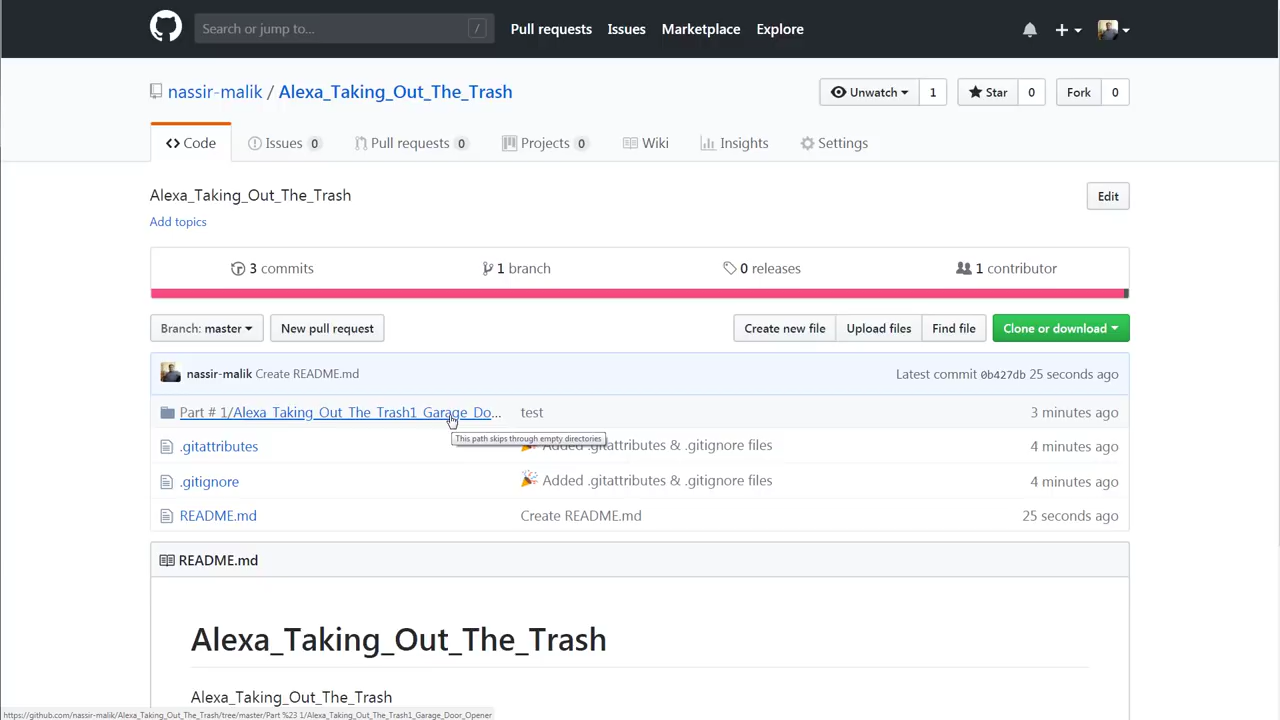 Search or jump to... /
Pull requests Issues Marketplace Explore
nassir-malik / Alexa_Taking_Out_The_Trash
Unwatch 1 Star 0 Fork 0
Code Issues 0 Pull requests 0 Projects 0 Wiki Insights Settings
Alexa_Taking_Out_The_Trash
Edit
Add topics
3 commits 1 branch 0 releases 1 contributor
Branch: master New pull request Create new file Upload files Find file Clone or download
nassir-malik Create README.md Latest commit 0b427db 25 seconds ago
Part # 1/Alexa_Taking_Out_The_Trash1_Garage_Do... test 3 minutes ago
This path skips through empty directories
.gitattributes Added .gitattributes & .gitignore files 4 minutes ago
.gitignore Added .gitattributes & .gitignore files 4 minutes ago
README.md Create README.md 25 seconds ago
README.md
Alexa_Taking_Out_The_Trash
Alexa_Taking_Out_The_Trash
https://github.com/nassir-malik/Alexa_Taking_Out_The_Trash/tree/master/Part %23 1/Alexa_Taking_Out_The_Trash1_Garage_Door_Opener